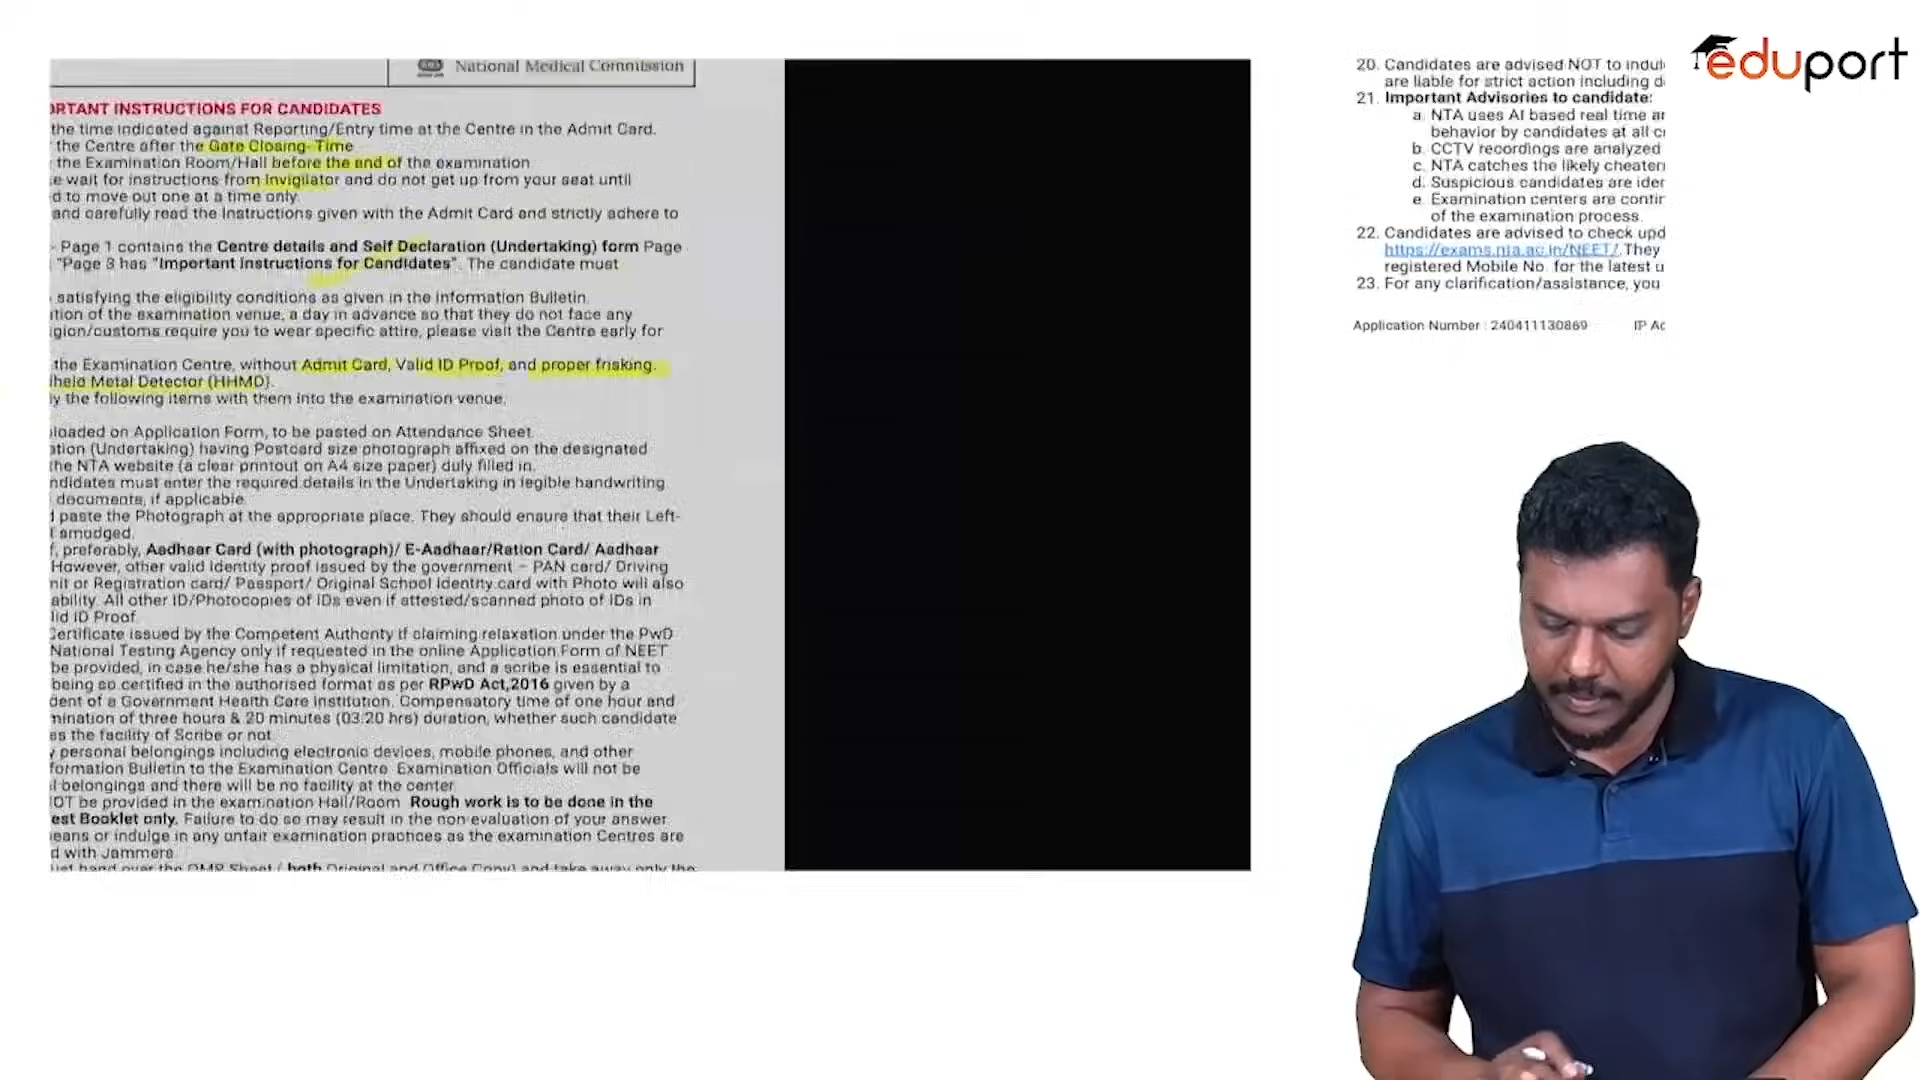 National Medical Commission
ORTANT INSTRUCTIONS FOR CANDIDATES
the time indicated against Reporting/Entry time at the Centre in the Admit Card.
the Centre after the Gate Closing- Time
the Examination Room/Hall before the end of the examination
e wait for instructions from Invigilator and do not get up from your seat until
d to move out one at a time only.
and carefully read the Instructions given with the Admit Card and strictly adhere to
- Page 1 contains the Centre details and Self Declaration (Undertaking) form Page
"Page 3 has "Important Instructions for Candidates". The candidate must
satisfying the eligibility conditions as given in the Information Bulletin.
tion of the examination venue, a day in advance so that they do not face any
gion/customs require you to wear specific attire, please visit the Centre early for
the Examination Centre, without Admit Card, Valid ID Proof, and proper frisking.
held Metal Detector (HHMD).
y the following items with them into the examination venue.
loaded on Application Form, to be pasted on Attendance Sheet
ation (Undertaking) having Postcard size photograph affixed on the designated
he NTA website (a clear printout on A4 size paper) duly filled in.
ndidates must enter the required details in the Undertaking in legible handwriting
documents, if applicable
d paste the Photograph at the appropriate place. They should ensure that their Left-
t smudged.
f, preferably, Aadhaar Card (with photograph)/ E-Aadhaar/Ration Card/ Aadhaar
However, other valid identity proof issued by the government – PAN card/ Driving
nit or Registration card/ Passport/ Original School Identity card with Photo will also
ability. All other ID/Photocopies of IDs even if attested/scanned photo of IDs in
lid ID Proof
Certificate issued by the Competent Authority if claiming relaxation under the PwD
National Testing Agency only if requested in the online Application Form of NEET
be provided, in case he/she has a physical limitation, and a scribe is essential to
being so certified in the authorised format as per RPwD Act,2016 given by a
dent of a Government Health Care Institution. Compensatory time of one hour and
mination of three hours & 20 minutes (03:20 hrs) duration, whether such candidate
es the facility of Scribe or not
y personal belongings including electronic devices, mobile phones, and other
formation Bulletin to the Examination Centre Examination Officials will not be
l belongings and there will be no facility at the center
OT be provided in the examination Hall/Room Rough work is to be done in the
est Booklet only. Failure to do so may result in the non evaluation of your answer.
eans or indulge in any unfair examination practices as the examination Centres are
d with Jammers
ust hand over the OMR Sheet ( both Original and Office Copy) and take away only the
eduport
20. Candidates are advised NOT to indul
are liable for strict action including d
21. Important Advisories to candidate:
a. NTA uses AI based real time an
behavior by candidates at all c
b. CCTV recordings are analyzed
c. NTA catches the likely cheater
d. Suspicious candidates are iden
e. Examination centers are contin
of the examination process.
22. Candidates are advised to check upd
https://exams.nta.ac.in/NEET/.They
registered Mobile No. for the latest u
23. For any clarification/assistance, you
Application Number : 240411130869 IP Ad